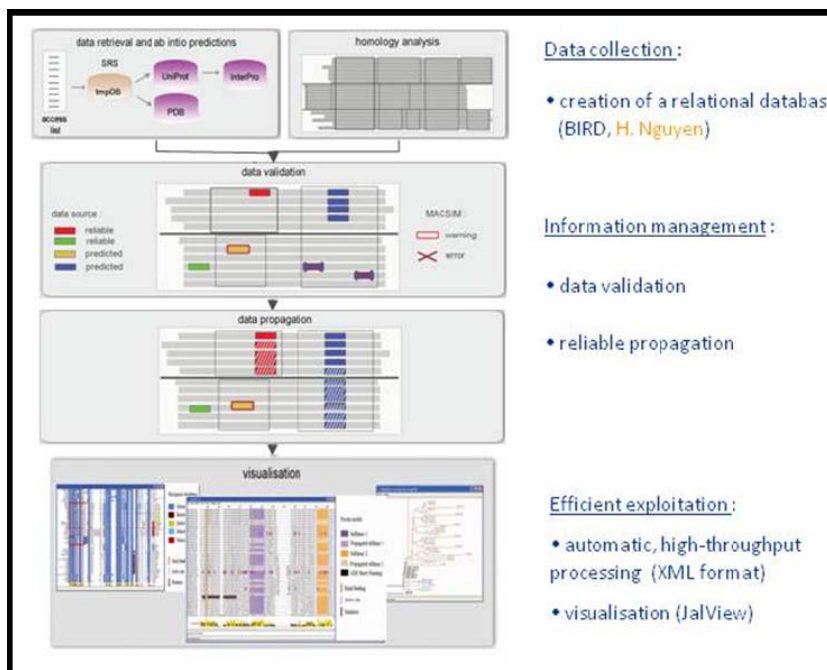 data retrieval and ab intio predictions
SRS
tmpDB
UniProt
InterPro
PDB
access
list
homology analysis
data validation
data source :
reliable
reliable
predicted
predicted
MACSIM :
warning
error
data propagation
visualisation
Data collection :
• creation of a relational databas
(BIRD, H. Nguyen)
Information management :
• data validation
• reliable propagation
Efficient exploitation :
• automatic, high-throughput
processing (XML format)
• visualisation (JalView)